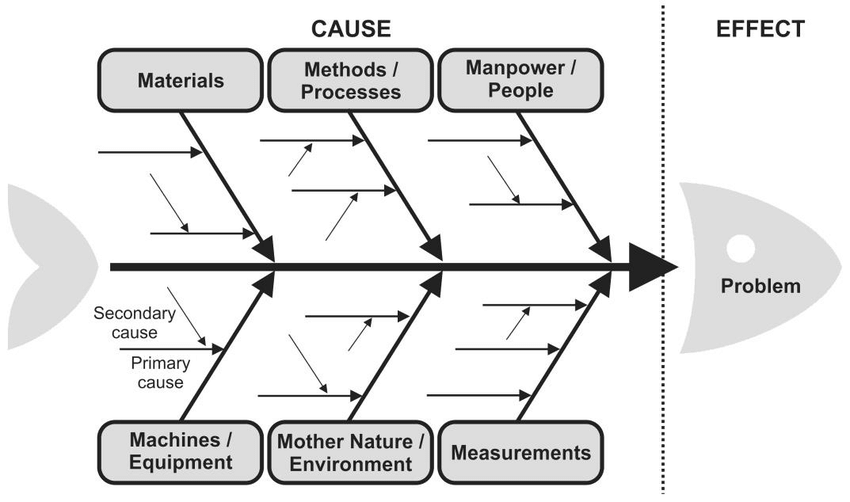 CAUSE
EFFECT
Materials
Methods /
Processes
Manpower /
People
Problem
Secondary
cause
Primary
cause
Machines /
Equipment
Mother Nature /
Environment
Measurements